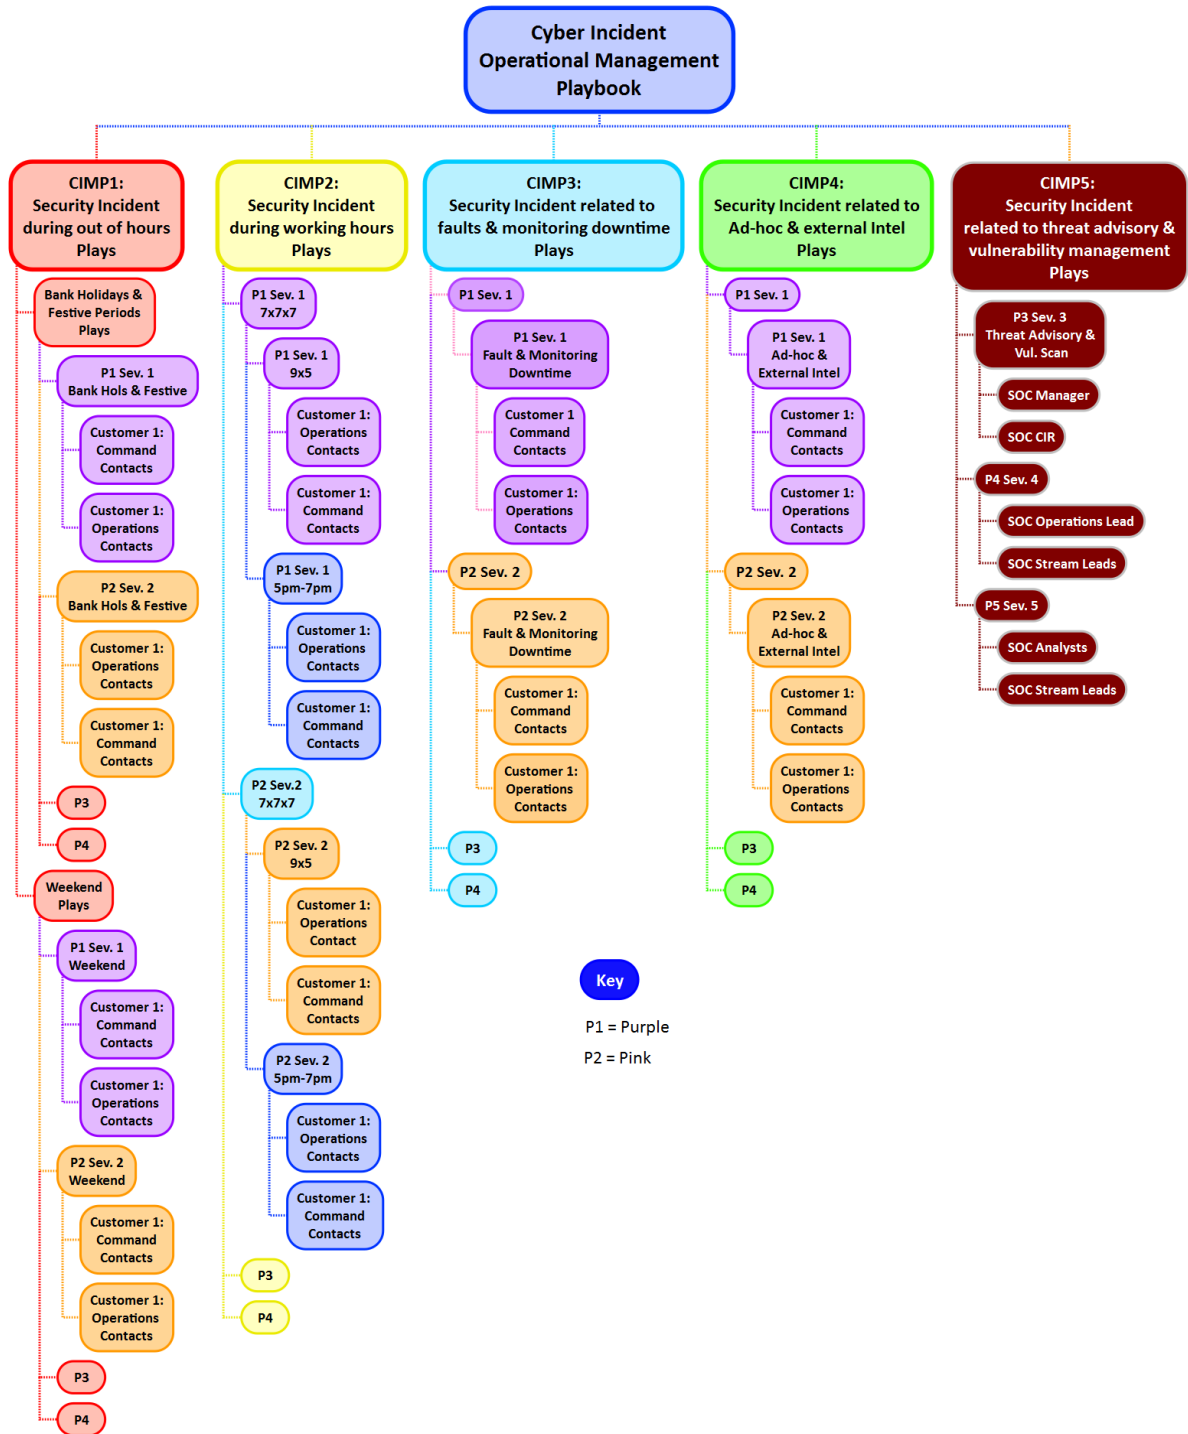 Cyber Incident
Operational Management
Playbook
CIMP1:
Security Incident
during out of hours
Plays
Bank Holidays &
Festive Periods
Plays
P1 Sev. 1
Bank Hols & Festive
Customer 1:
Command
Contacts
Customer 1:
Operations
Contacts
P2 Sev. 2
Bank Hols & Festive
Customer 1:
Operations
Contacts
Customer 1:
Command
Contacts
P3
P4
Weekend
Plays
P1 Sev. 1
Weekend
Customer 1:
Command
Contacts
Customer 1:
Operations
Contacts
P2 Sev. 2
Weekend
Customer 1:
Command
Contacts
Customer 1:
Operations
Contacts
P3
P4
CIMP2:
Security Incident
during working hours
Plays
P1 Sev. 1
7x7x7
P1 Sev. 1
9x5
Customer 1:
Operations
Contacts
Customer 1:
Command
Contacts
P1 Sev. 1
5pm-7pm
Customer 1:
Operations
Contacts
Customer 1:
Command
Contacts
P2 Sev.2
7x7x7
P2 Sev. 2
9x5
Customer 1:
Operations
Contact
Customer 1:
Command
Contacts
P2 Sev. 2
5pm-7pm
Customer 1:
Operations
Contacts
Customer 1:
Command
Contacts
P3
P4
CIMP3:
Security Incident related to
faults & monitoring downtime
Plays
P1 Sev. 1
P1 Sev. 1
Fault & Monitoring
Downtime
Customer 1
Command
Contacts
Customer 1:
Operations
Contacts
P2 Sev. 2
P2 Sev. 2
Fault & Monitoring
Downtime
Customer 1:
Command
Contacts
Customer 1:
Operations
Contacts
P3
P4
CIMP4:
Security Incident related to
Ad-hoc & external Intel
Plays
P1 Sev. 1
P1 Sev. 1
Ad-hoc &
External Intel
Customer 1:
Command
Contacts
Customer 1:
Operations
Contacts
P2 Sev. 2
P2 Sev. 2
Ad-hoc &
External Intel
Customer 1:
Command
Contacts
Customer 1:
Operations
Contacts
P3
P4
CIMP5:
Security Incident
related to threat advisory &
vulnerability management
Plays
P3 Sev. 3
Threat Advisory &
Vul. Scan
SOC Manager
SOC CIR
P4 Sev. 4
SOC Operations Lead
SOC Stream Leads
P5 Sev. 5
SOC Analysts
SOC Stream Leads
Key
P1 = Purple
P2 = Pink